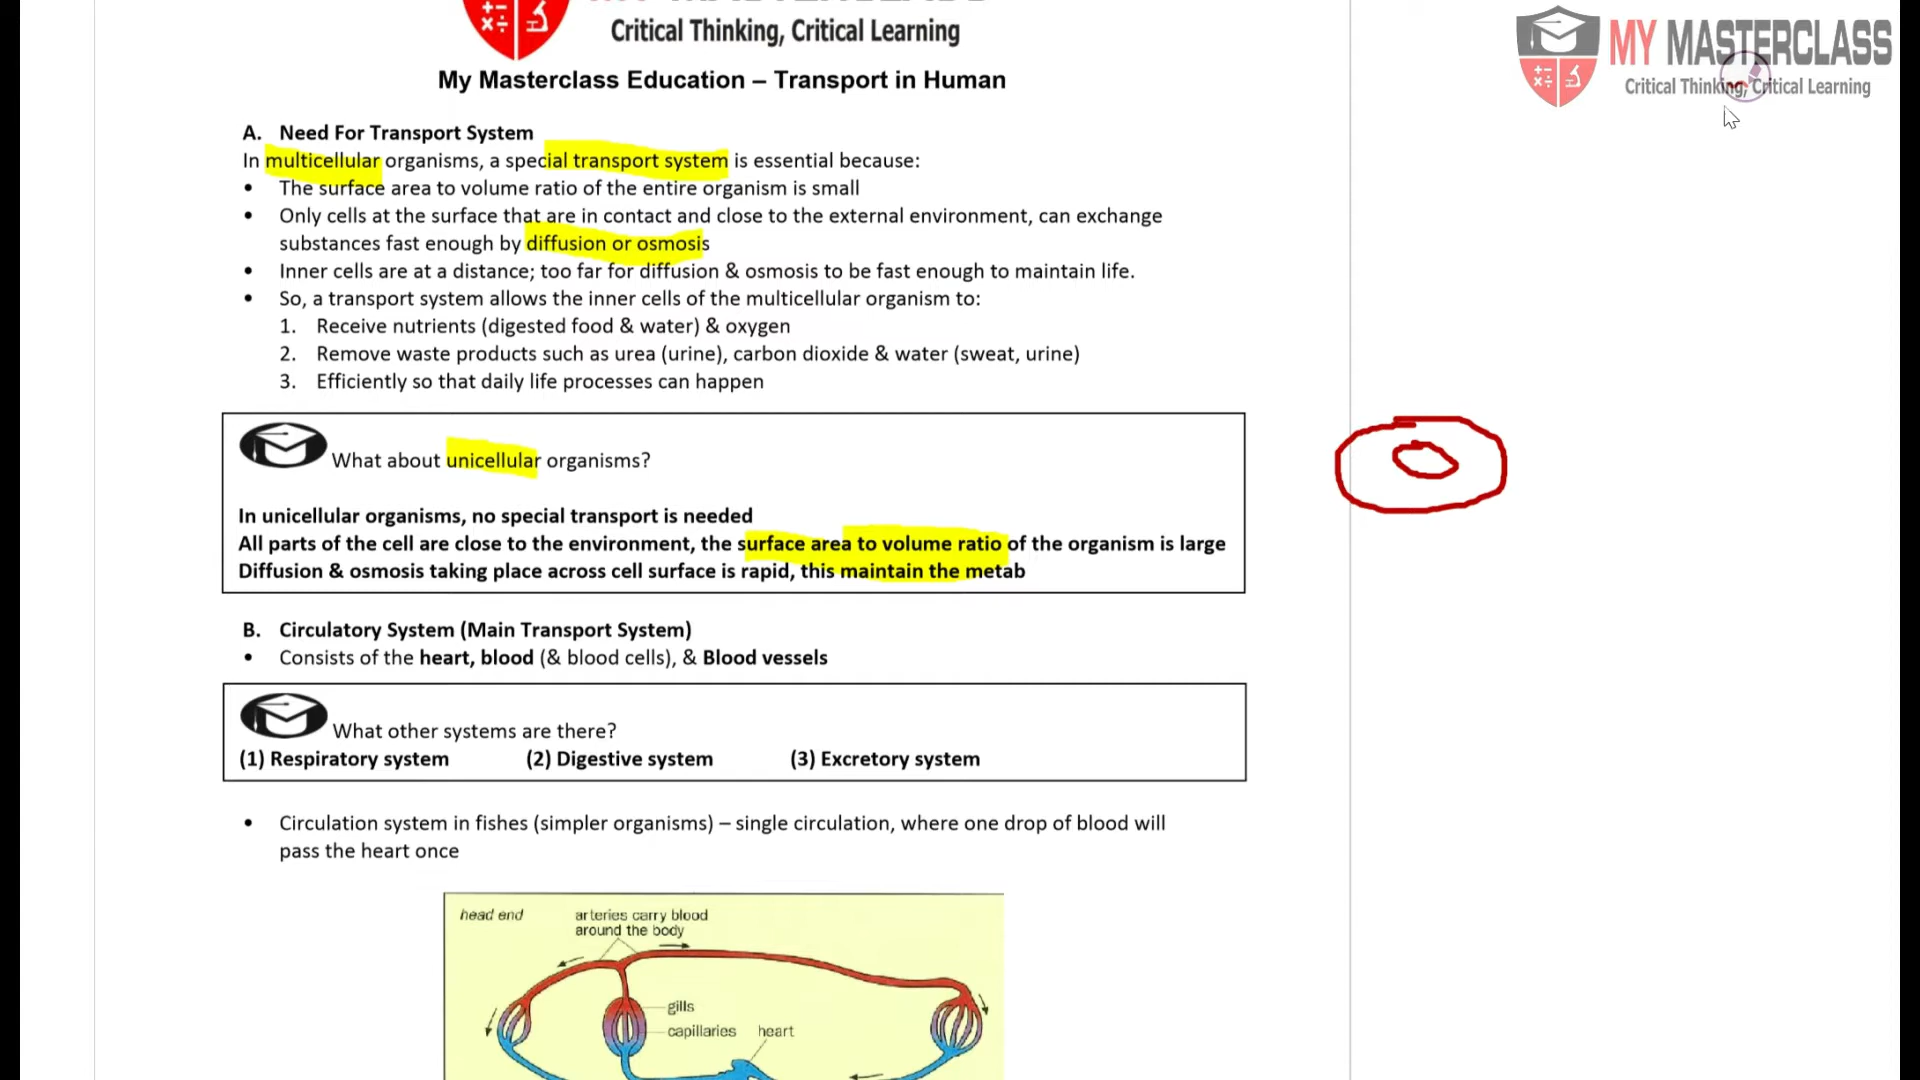 Critical Thinking, Critical Learning
MY MASTERCLASS
Critical Thinking, Critical Learning
My Masterclass Education – Transport in Human
A. Need For Transport System
In multicellular organisms, a special transport system is essential because:
• The surface area to volume ratio of the entire organism is small
• Only cells at the surface that are in contact and close to the external environment, can exchange
substances fast enough by diffusion or osmosis
• Inner cells are at a distance; too far for diffusion & osmosis to be fast enough to maintain life.
• So, a transport system allows the inner cells of the multicellular organism to:
1. Receive nutrients (digested food & water) & oxygen
2. Remove waste products such as urea (urine), carbon dioxide & water (sweat, urine)
3. Efficiently so that daily life processes can happen
What about unicellular organisms?
In unicellular organisms, no special transport is needed
All parts of the cell are close to the environment, the surface area to volume ratio of the organism is large
Diffusion & osmosis taking place across cell surface is rapid, this maintain the metab
B. Circulatory System (Main Transport System)
• Consists of the heart, blood (& blood cells), & Blood vessels
What other systems are there?
(1) Respiratory system (2) Digestive system (3) Excretory system
• Circulation system in fishes (simpler organisms) – single circulation, where one drop of blood will
pass the heart once
head end
arteries carry blood
around the body
gills
capillaries
heart